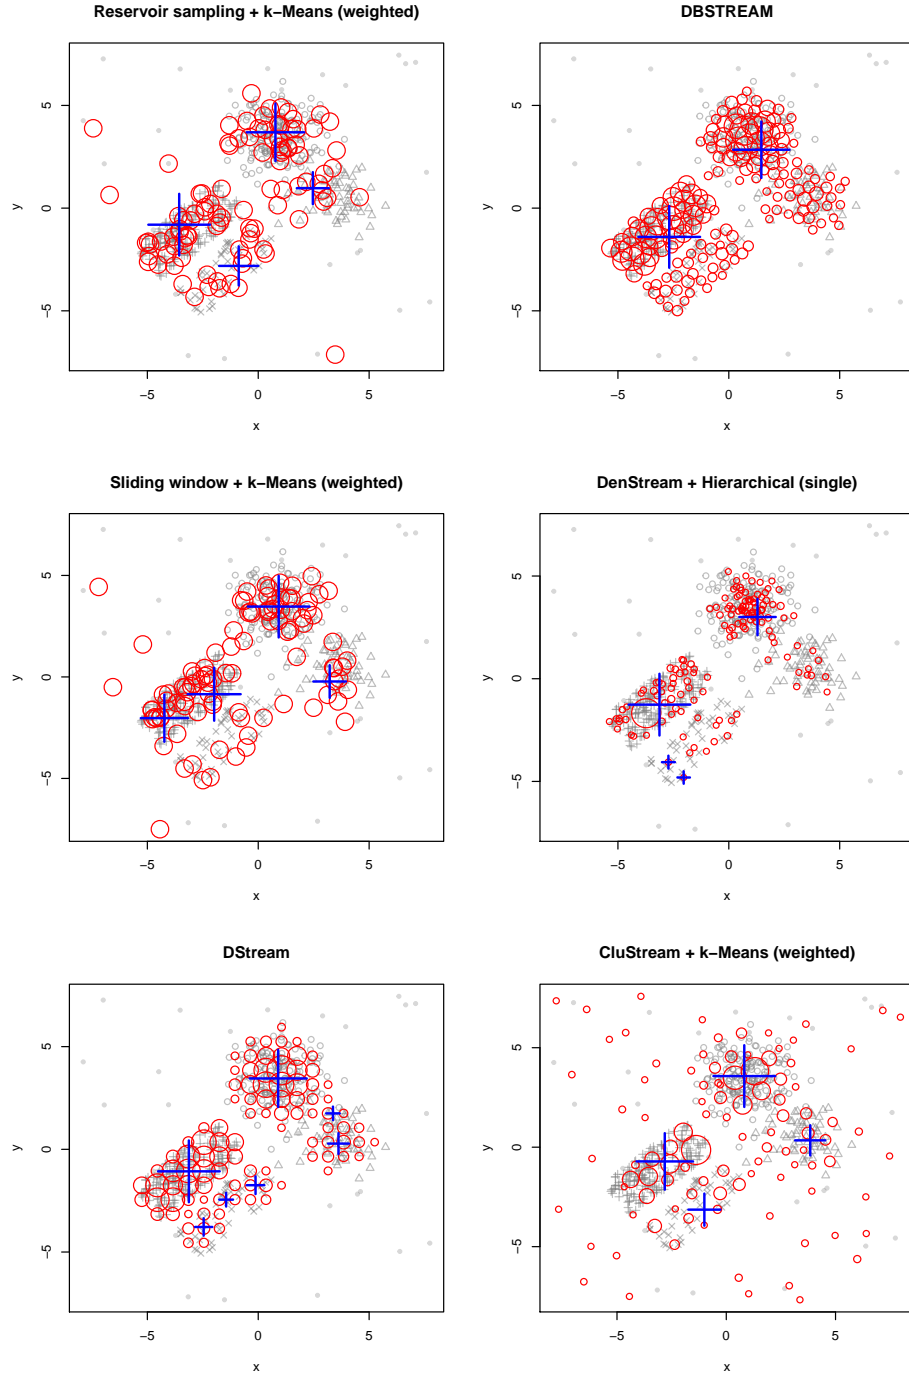 Reservoir sampling + k−Means (weighted)
DBSTREAM
5
0
−5
y
−5 0 5
x
5
0
−5
y
−5 0 5
x
Sliding window + k−Means (weighted)
DenStream + Hierarchical (single)
5
0
−5
y
−5 0 5
x
5
0
−5
y
−5 0 5
x
DStream
CluStream + k−Means (weighted)
5
0
−5
y
−5 0 5
x
5
0
−5
y
−5 0 5
x